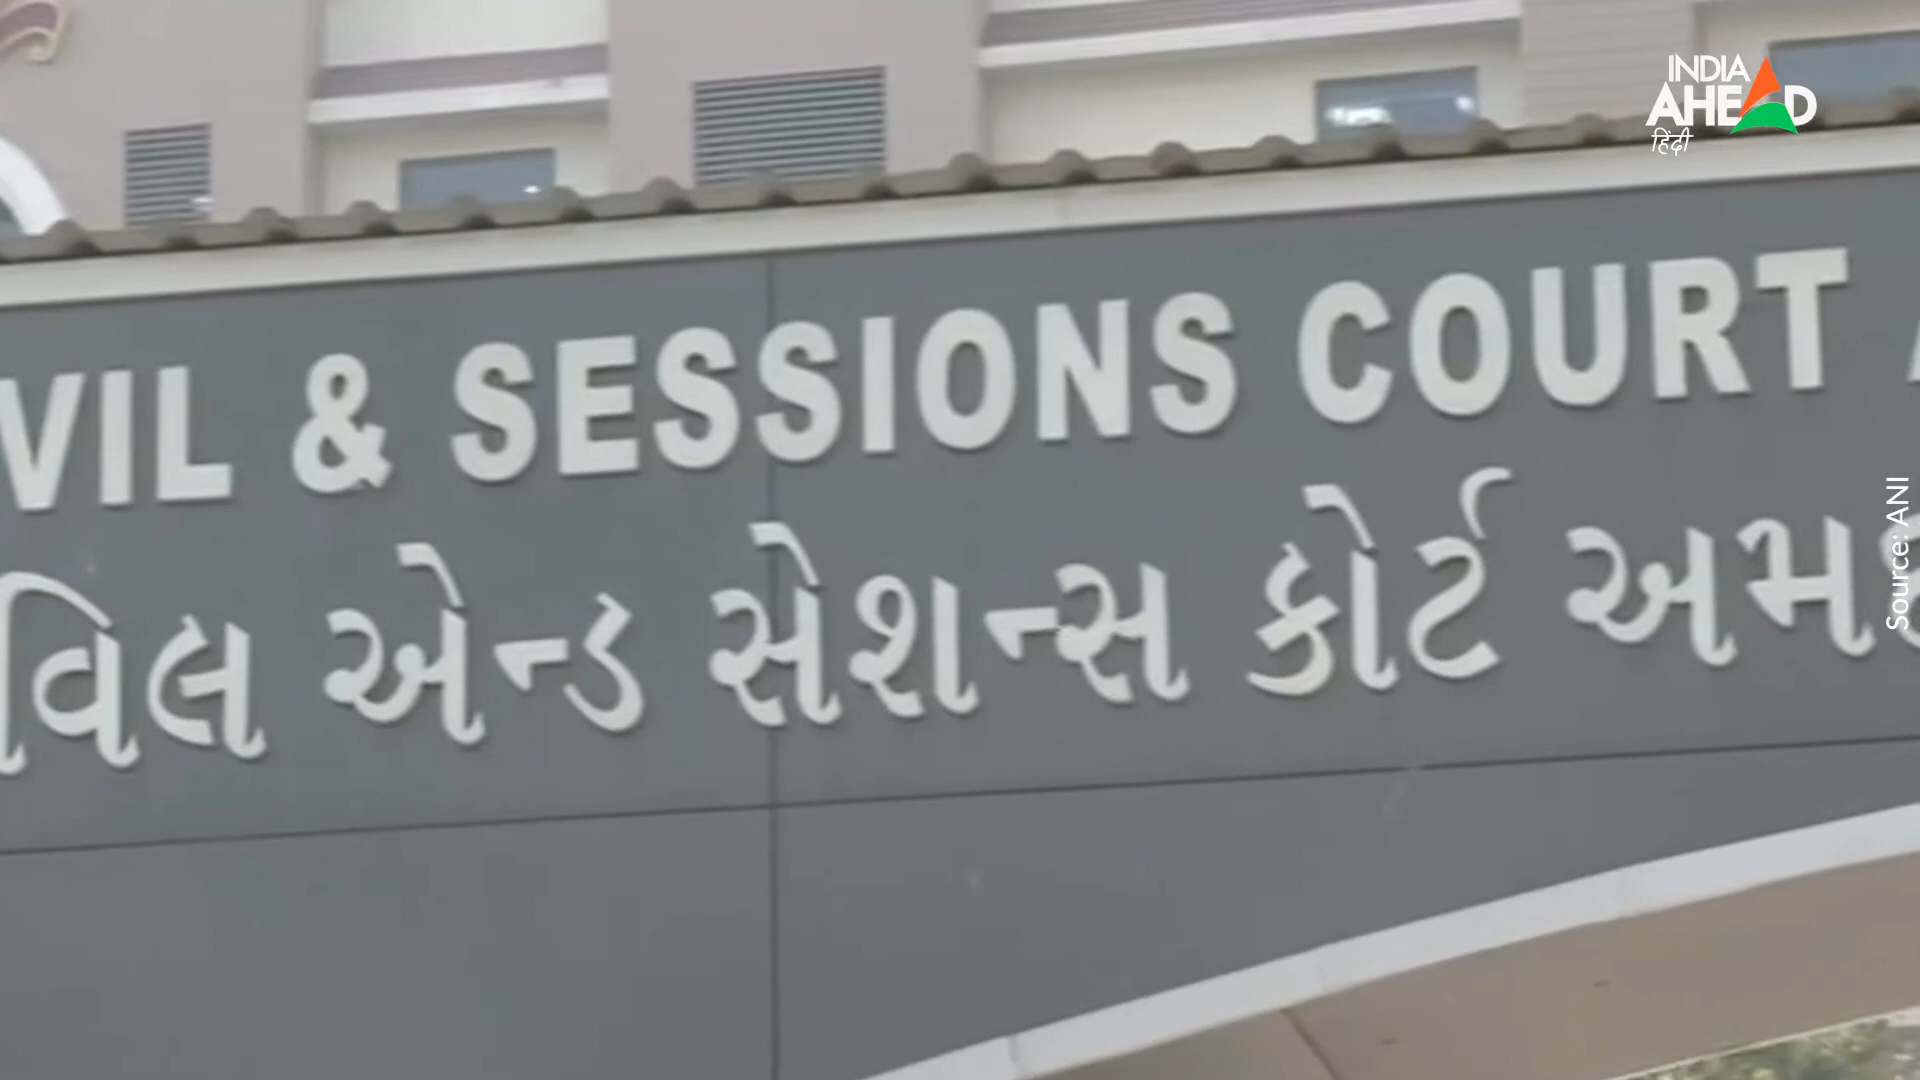 INDIA
AHEAD
हिंदी
VIL & SESSIONS COURT
વિલ એન્ડ સેશન્સ કોર્ટ અમ
Source: ANI